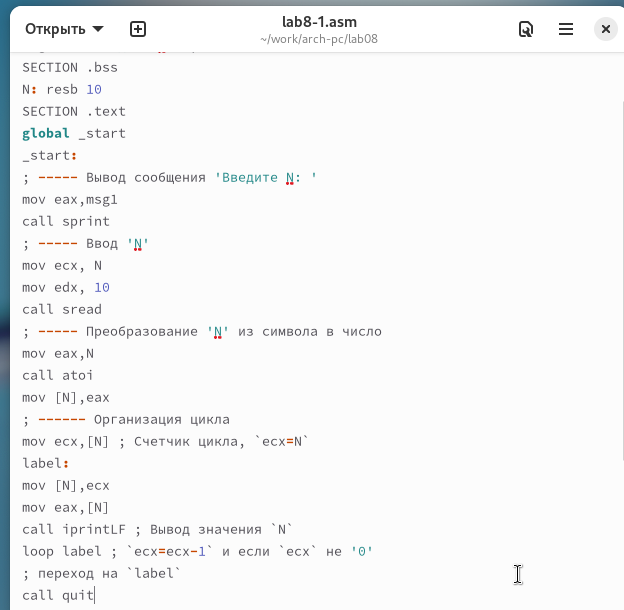 Открыть
lab8-1.asm
~/work/arch-pc/lab08
SECTION .bss
N: resb 10
SECTION .text
global _start
_start:
; ----- Вывод сообщения 'Введите N: '
mov eax,msg1
call sprint
; ----- Ввод 'N'
mov ecx, N
mov edx, 10
call sread
; ----- Преобразование 'N' из символа в число
mov eax,N
call atoi
mov [N],eax
; ------ Организация цикла
mov ecx,[N] ; Счетчик цикла, `ecx=N`
label:
mov [N],ecx
mov eax,[N]
call iprintLF ; Вывод значения `N`
loop label ; `ecx=ecx-1` и если `ecx` не '0'
; переход на `label`
call quit